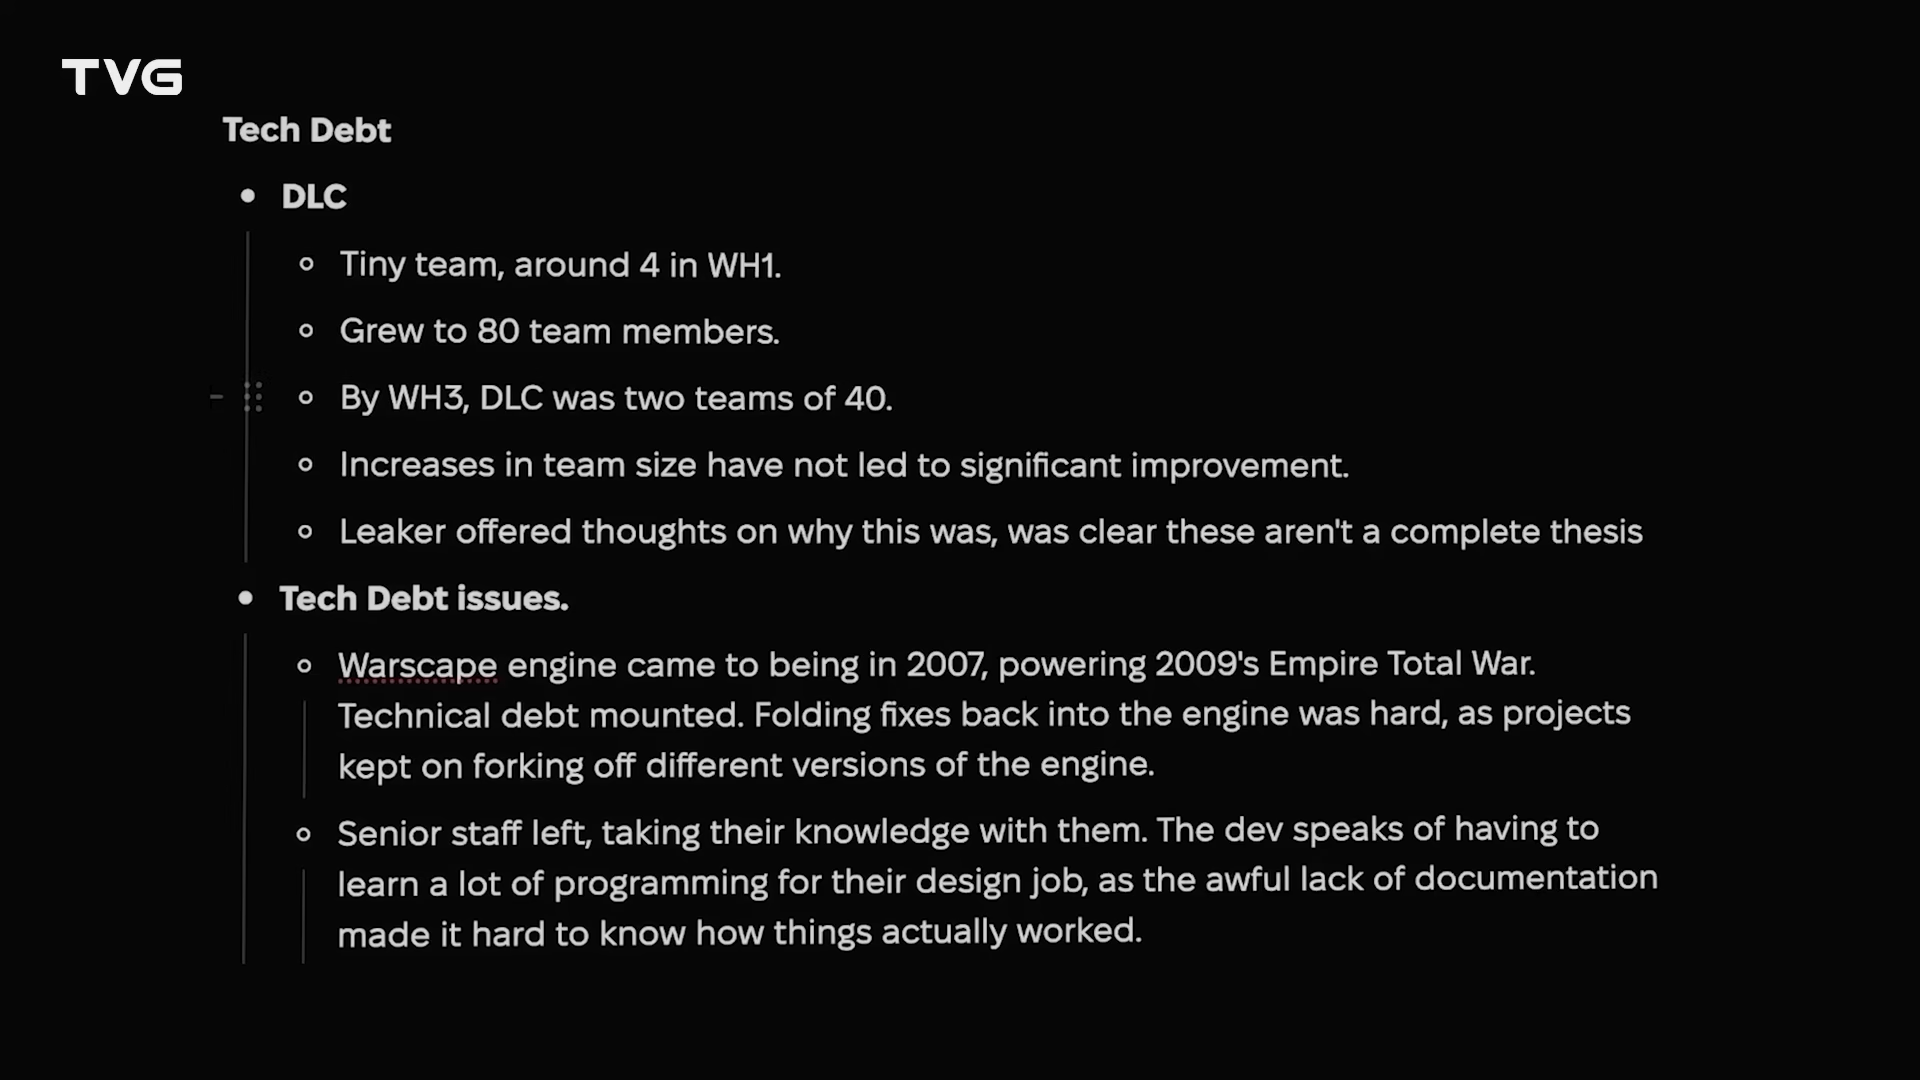 TVG
Tech Debt
• DLC
◦ Tiny team, around 4 in WH1.
◦ Grew to 80 team members.
◦ By WH3, DLC was two teams of 40.
◦ Increases in team size have not led to significant improvement.
◦ Leaker offered thoughts on why this was, was clear these aren't a complete thesis
• Tech Debt issues.
◦ Warscape engine came to being in 2007, powering 2009's Empire Total War.
Technical debt mounted. Folding fixes back into the engine was hard, as projects
kept on forking off different versions of the engine.
◦ Senior staff left, taking their knowledge with them. The dev speaks of having to
learn a lot of programming for their design job, as the awful lack of documentation
made it hard to know how things actually worked.